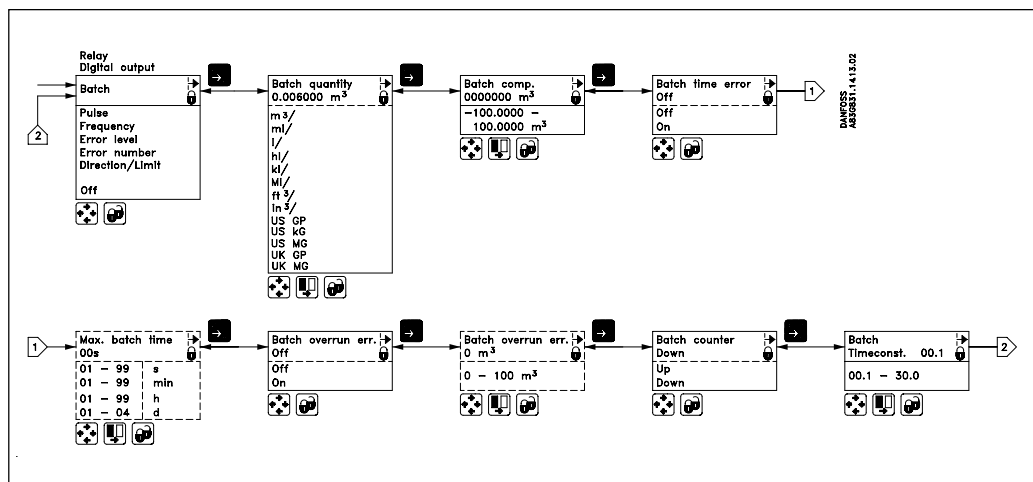 Relay
Digital output
Batch
Pulse
Frequency
Error level
Error number
Direction/Limit
Off
2
Batch quantity
0.006000 m³
m³/
ml/
l/
hl/
kl/
Ml/
ft³/
in³/
US GP
US kG
US MG
UK GP
UK MG
Batch comp.
0000000 m³
-100.0000 -
100.0000 m³
Batch time error
Off
Off
On
1
DANFOSS
A83G831.1413.02
1
Max. batch time
00s
01 - 99 s
01 - 99 min
01 - 99 h
01 - 04 d
Batch overrun err.
Off
Off
On
Batch overrun err.
0 m³
0 - 100 m³
Batch counter
Down
Up
Down
Batch
Timeconst. 00.1
00.1 - 30.0
2